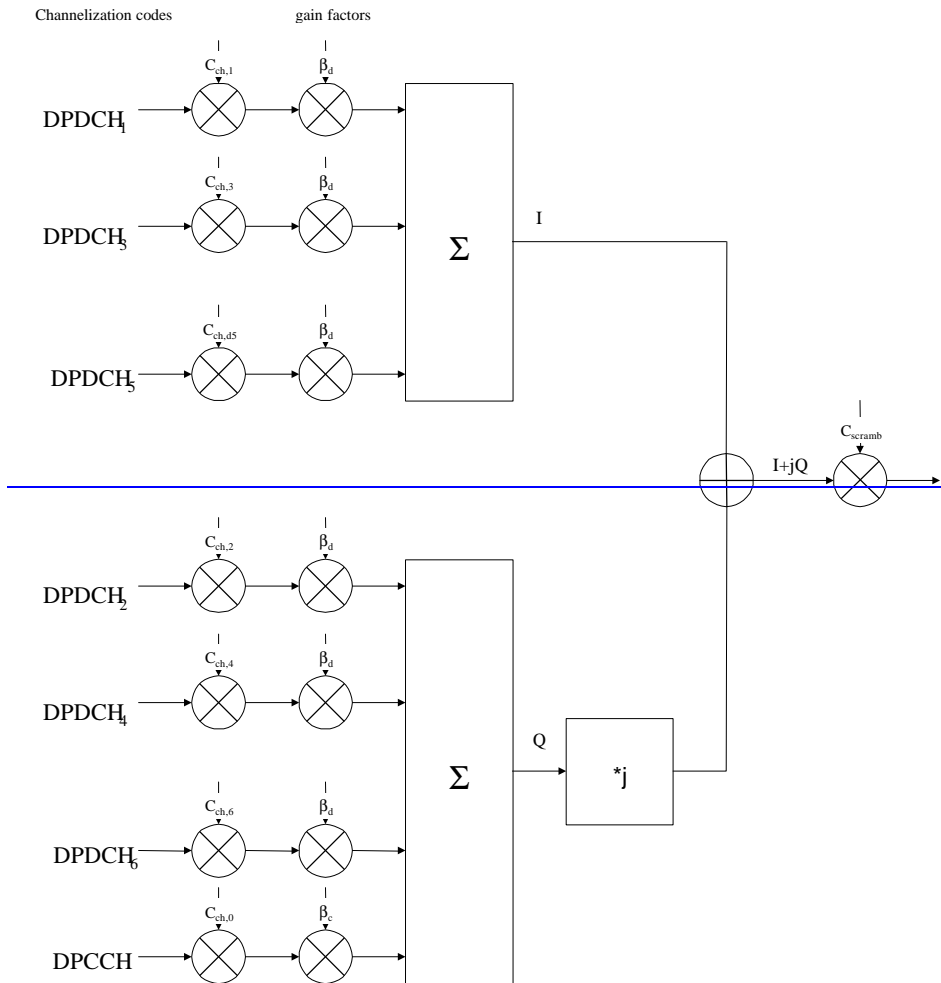 Channelization codes gain factors
C_ch,1 β_d
DPDCH_1
C_ch,3 β_d
DPDCH_3
Σ
I
C_ch,d5 β_d
DPDCH_5
C_scramb
I+jQ
C_ch,2 β_d
DPDCH_2
C_ch,4 β_d
DPDCH_4
Q
Σ
*j
C_ch,6 β_d
DPDCH_6
C_ch,0 β_c
DPCCH